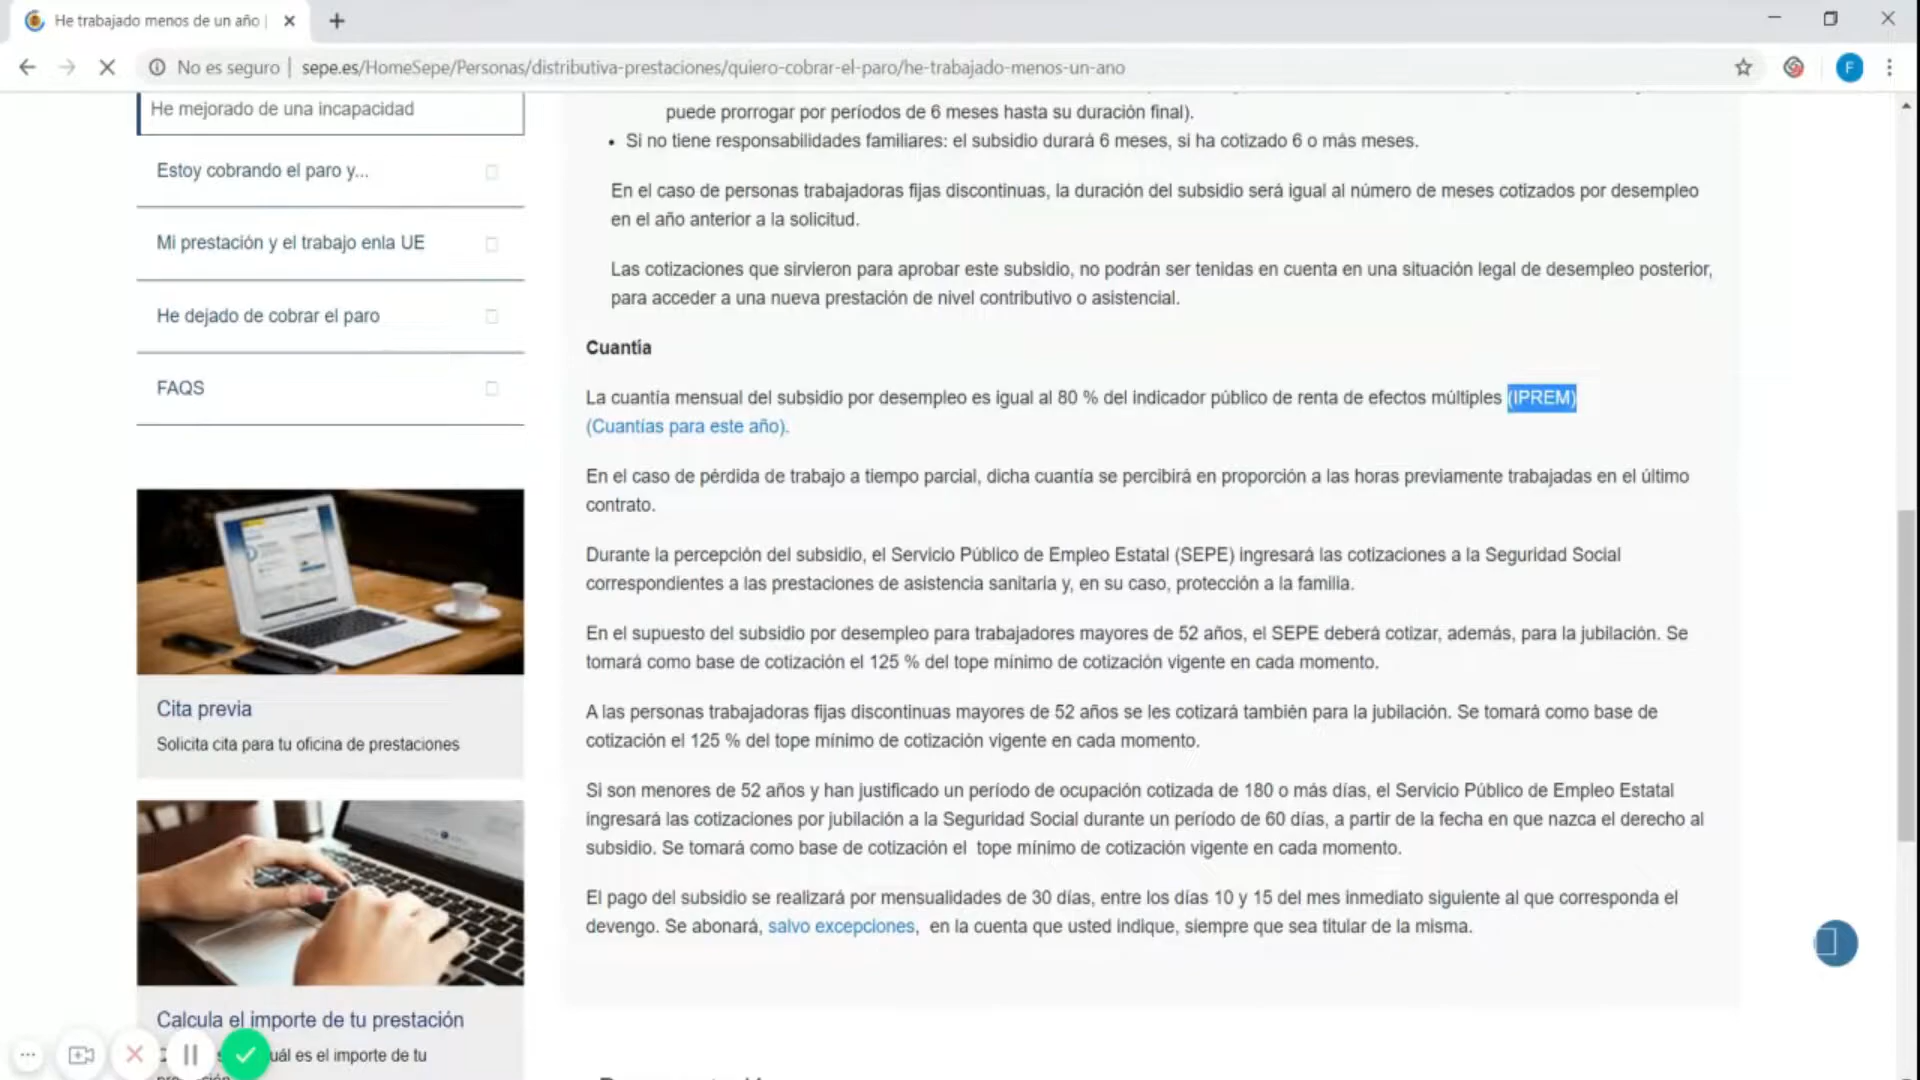 He trabajado menos de un año |
No es seguro | sepe.es/HomeSepe/Personas/distributiva-prestaciones/quiero-cobrar-el-paro/he-trabajado-menos-un-ano
F
He mejorado de una incapacidad
Estoy cobrando el paro y...
Mi prestación y el trabajo enla UE
He dejado de cobrar el paro
FAQS
Cita previa
Solicita cita para tu oficina de prestaciones
Calcula el importe de tu prestación
uál es el importe de tu
puede prorrogar por períodos de 6 meses hasta su duración final).
• Si no tiene responsabilidades familiares: el subsidio durará 6 meses, si ha cotizado 6 o más meses.
En el caso de personas trabajadoras fijas discontinuas, la duración del subsidio será igual al número de meses cotizados por desempleo
en el año anterior a la solicitud.
Las cotizaciones que sirvieron para aprobar este subsidio, no podrán ser tenidas en cuenta en una situación legal de desempleo posterior,
para acceder a una nueva prestación de nivel contributivo o asistencial.
Cuantía
La cuantía mensual del subsidio por desempleo es igual al 80 % del indicador público de renta de efectos múltiples (IPREM)
(Cuantías para este año).
En el caso de pérdida de trabajo a tiempo parcial, dicha cuantía se percibirá en proporción a las horas previamente trabajadas en el último
contrato.
Durante la percepción del subsidio, el Servicio Público de Empleo Estatal (SEPE) ingresará las cotizaciones a la Seguridad Social
correspondientes a las prestaciones de asistencia sanitaria y, en su caso, protección a la familia.
En el supuesto del subsidio por desempleo para trabajadores mayores de 52 años, el SEPE deberá cotizar, además, para la jubilación. Se
tomará como base de cotización el 125 % del tope mínimo de cotización vigente en cada momento.
A las personas trabajadoras fijas discontinuas mayores de 52 años se les cotizará también para la jubilación. Se tomará como base de
cotización el 125 % del tope mínimo de cotización vigente en cada momento.
Si son menores de 52 años y han justificado un período de ocupación cotizada de 180 o más días, el Servicio Público de Empleo Estatal
ingresará las cotizaciones por jubilación a la Seguridad Social durante un período de 60 días, a partir de la fecha en que nazca el derecho al
subsidio. Se tomará como base de cotización el tope mínimo de cotización vigente en cada momento.
El pago del subsidio se realizará por mensualidades de 30 días, entre los días 10 y 15 del mes inmediato siguiente al que corresponda el
devengo. Se abonará, salvo excepciones, en la cuenta que usted indique, siempre que sea titular de la misma.